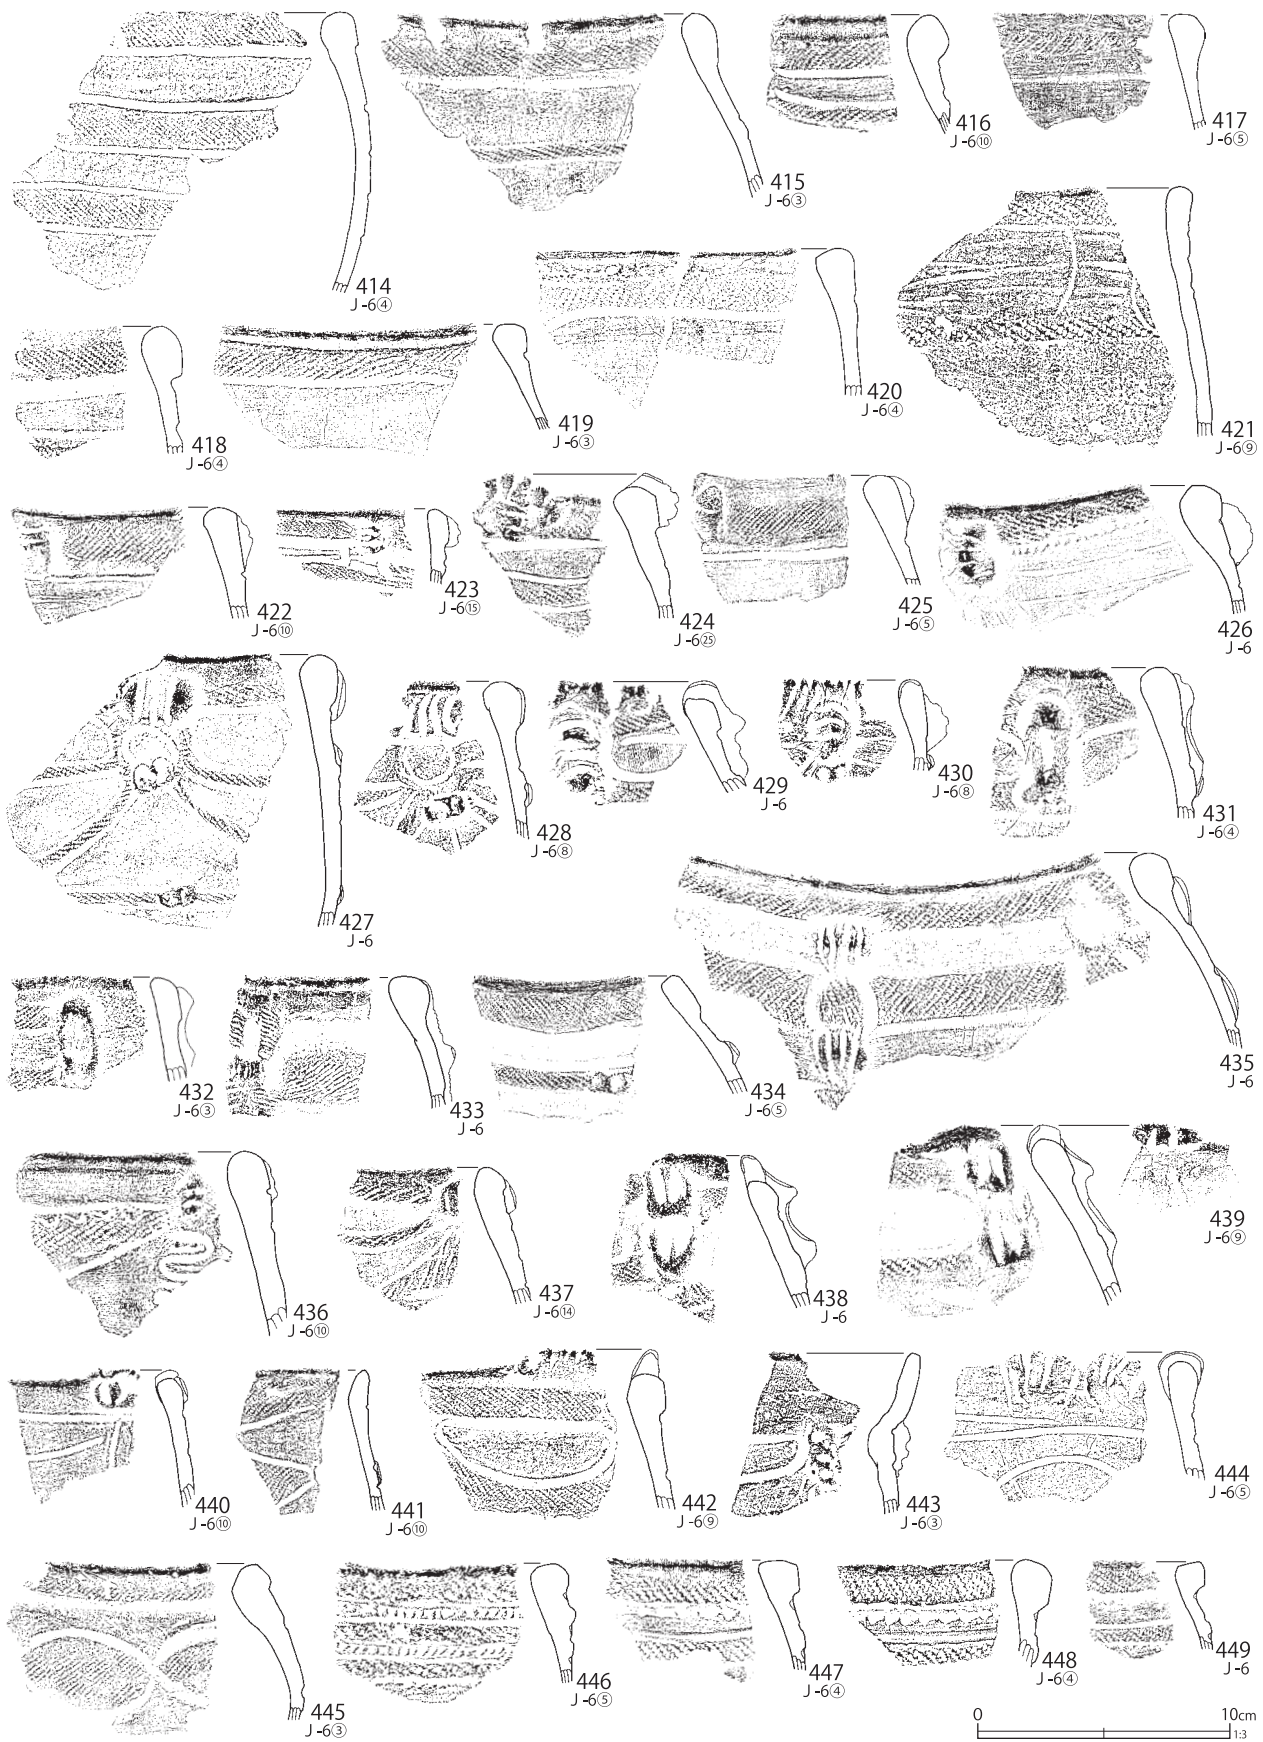 414
J-6④
415
J-6③
416
J-6⑩
417
J-6⑤
418
J-6④
419
J-6③
420
J-6④
421
J-6⑨
422
J-6⑩
423
J-6⑮
424
J-6㉕
425
J-6⑤
426
J-6
427
J-6
428
J-6⑧
429
J-6
430
J-6⑧
431
J-6④
432
J-6③
433
J-6
434
J-6⑤
435
J-6
436
J-6⑩
437
J-6⑭
438
J-6
439
J-6⑨
440
J-6⑩
441
J-6⑩
442
J-6⑨
443
J-6③
444
J-6⑤
445
J-6③
446
J-6⑤
447
J-6④
448
J-6④
449
J-6
0 10cm
1:3